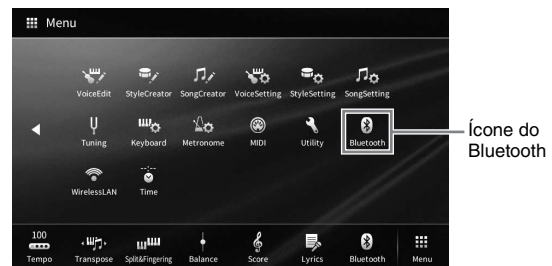 Menu
VoiceEdit StyleCreator SongCreator VoiceSetting StyleSetting SongSetting
Tuning Keyboard Metronome MIDI Utility Bluetooth
Ícone do
Bluetooth
WirelessLAN Time
100
Tempo Transpose Split&Fingering Balance Score Lyrics Bluetooth Menu